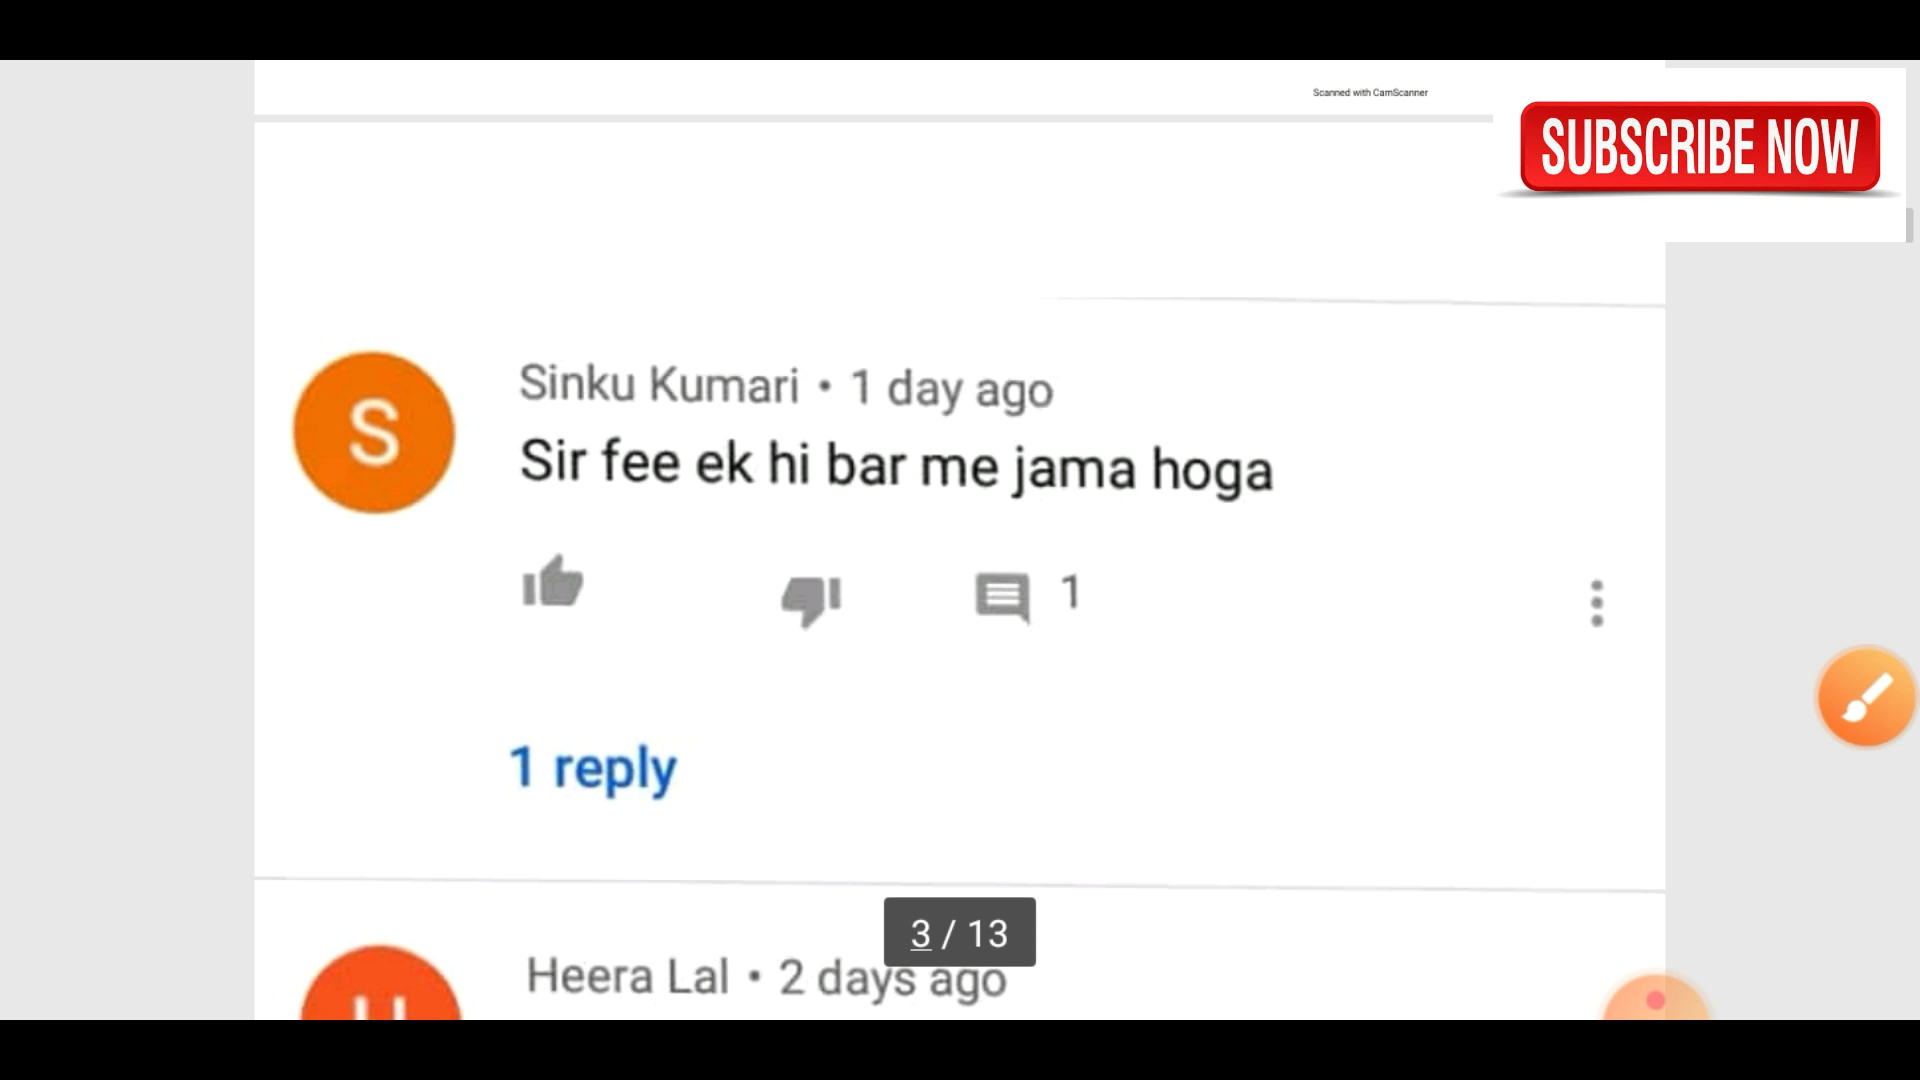 Scanned with CamScanner
SUBSCRIBE NOW
S
Sinku Kumari • 1 day ago
Sir fee ek hi bar me jama hoga
1
1 reply
3 / 13
Heera Lal • 2 days ago